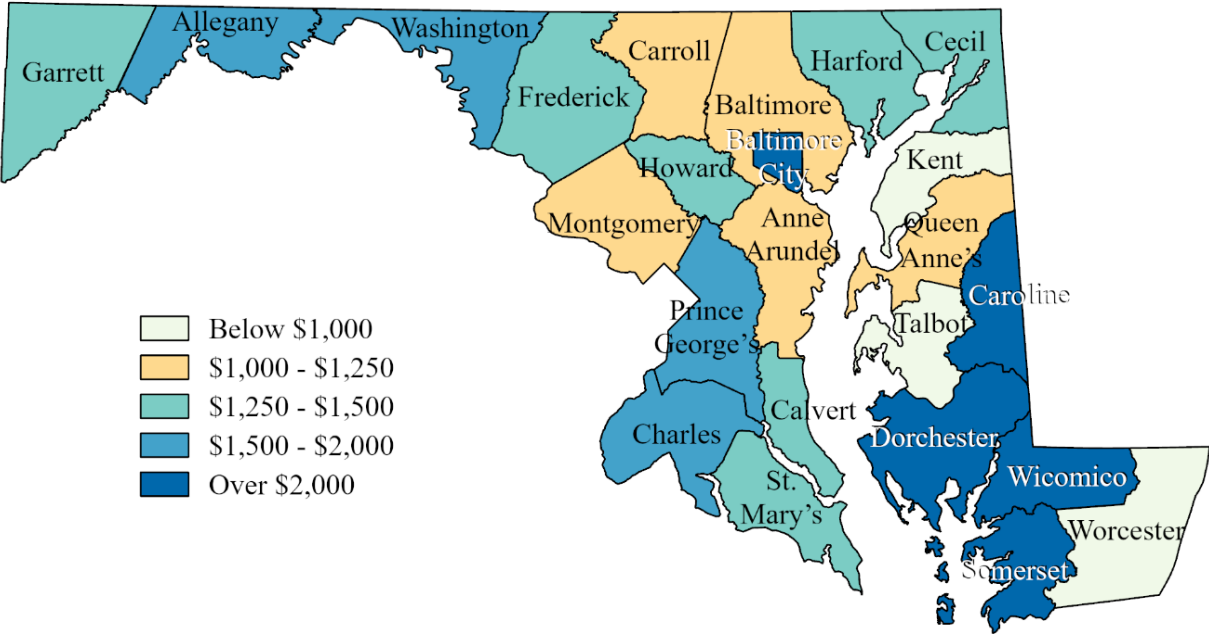 Allegany
Washington
Garrett
Frederick
Carroll
Harford
Cecil
Baltimore
Baltimore
City
Howard
Kent
Montgomery
Anne
Arundel
Queen
Anne's
Prince
George's
Caroline
Talbot
Below $1,000
$1,000 - $1,250
$1,250 - $1,500
$1,500 - $2,000
Over $2,000
Charles
Calvert
Dorchester
St.
Mary's
Wicomico
Worcester
Somerset